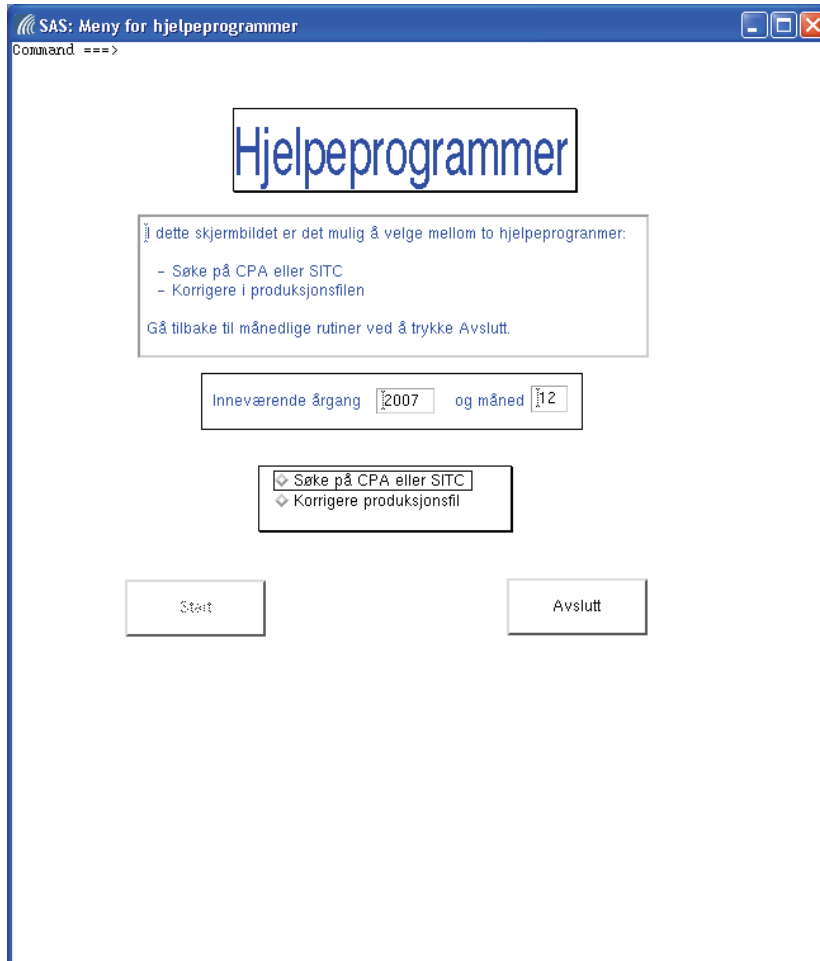 SAS: Meny for hjelpeprogrammer
Command ===>
Hjelpeprogrammer
I dette skjermbildet er det mulig å velge mellom to hjelpeprogranmer:
– Søke på CPA eller SITC
– Korrigere i produksjonsfilen
Gå tilbake til månedlige rutiner ved å trykke Avslutt.
Inneværende årgang 2007 og måned 12
Søke på CPA eller SITC
Korrigere produksjonsfil
Start Avslutt